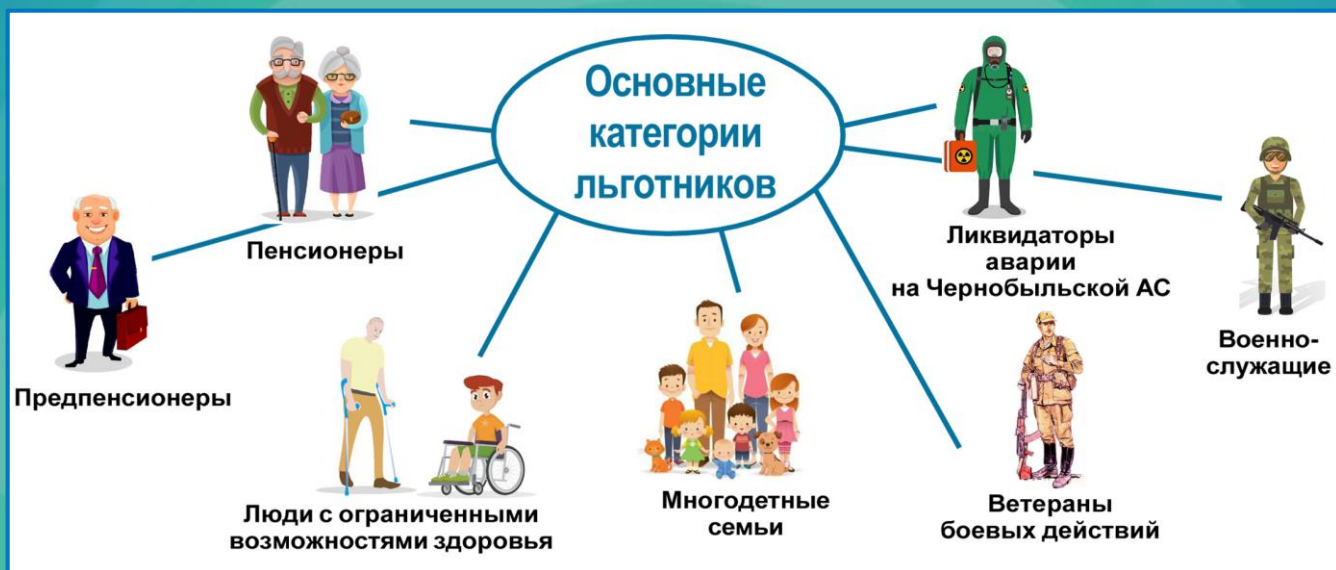 Основные
категории
льготников
Пенсионеры
Предпенсионеры
Люди с ограниченными
возможностями здоровья
Многодетные
семьи
Ветераны
боевых действий
Ликвидаторы
аварии
на Чернобыльской АС
Военно-
служащие